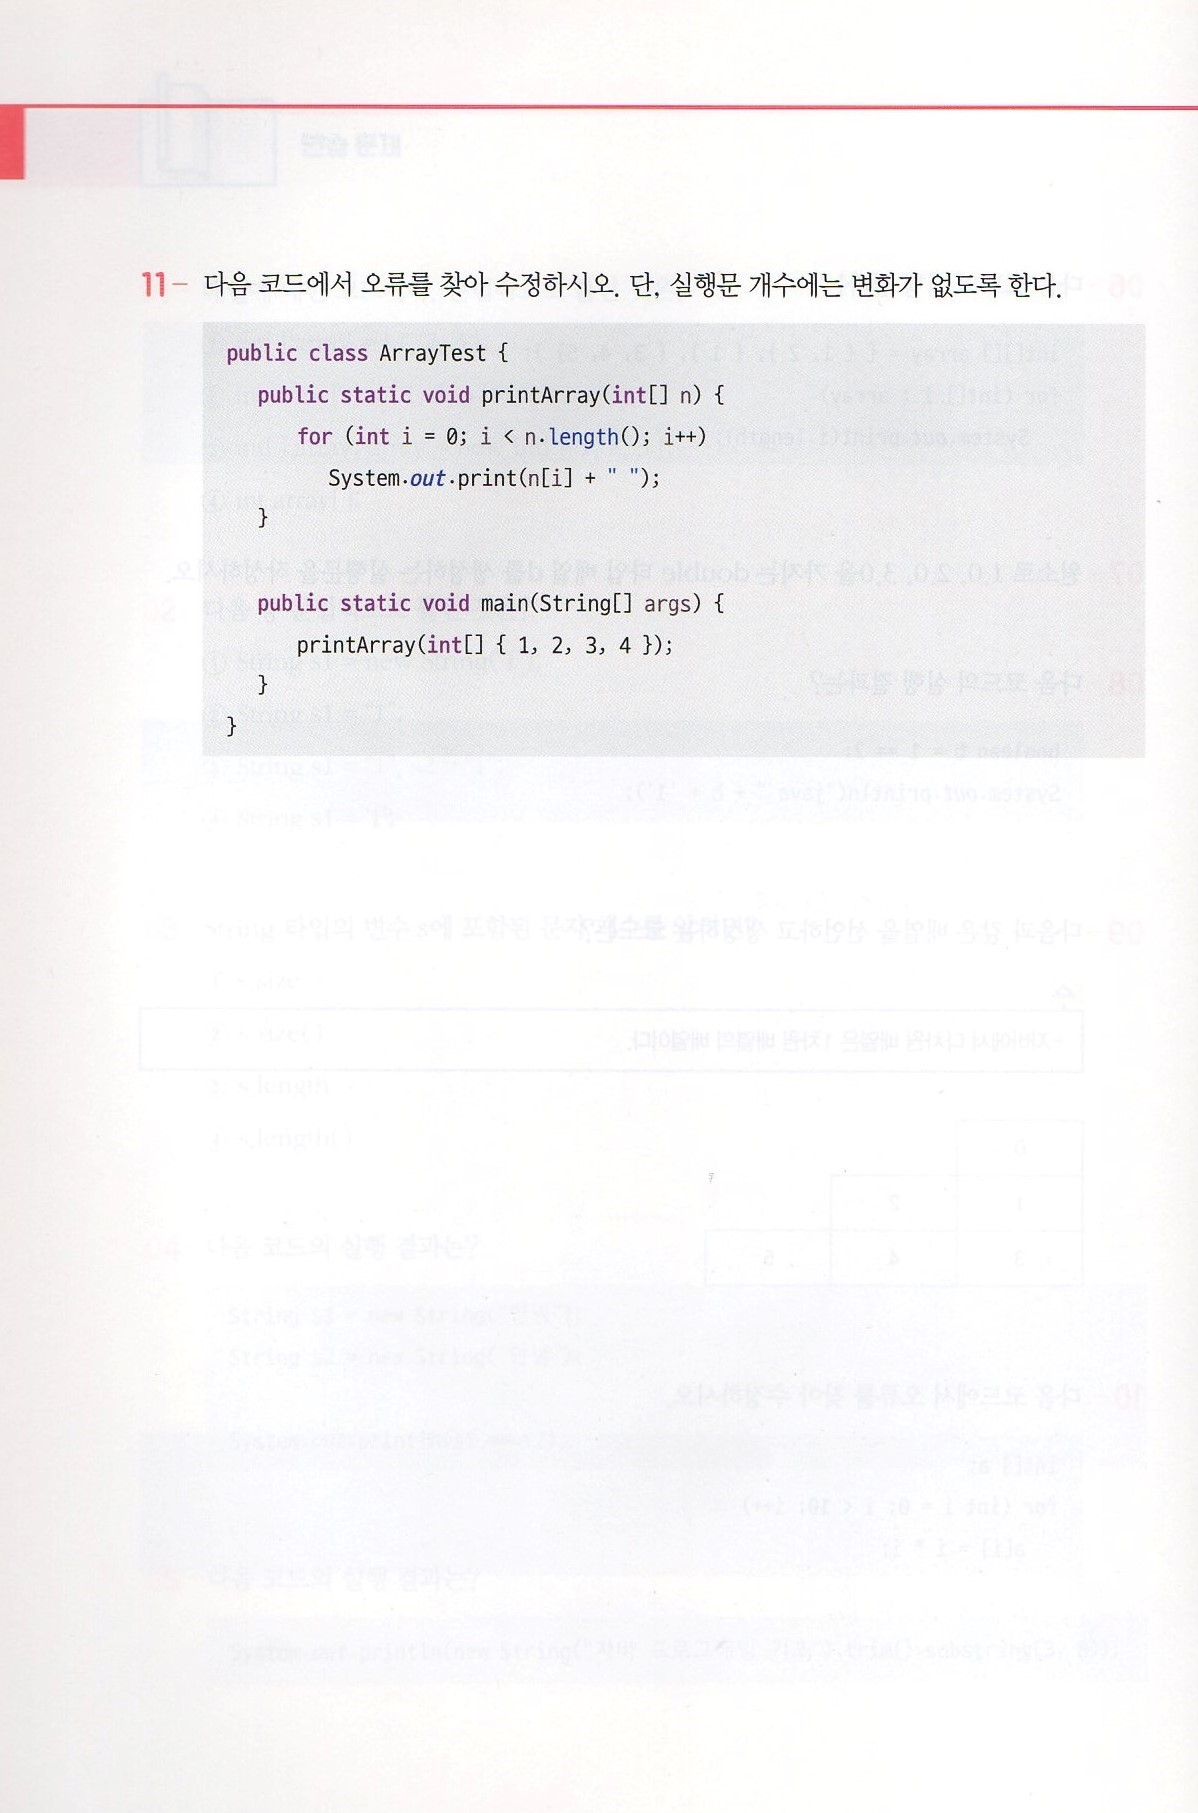 11 – 다음 코드에서 오류를 찾아 수정하시오. 단, 실행문 개수에는 변화가 없도록 한다.
public class ArrayTest {
public static void printArray(int[] n) {
for (int i = 0; i < n.length(); i++)
System.out.print(n[i] + " ");
}
public static void main(String[] args) {
printArray(int[] { 1, 2, 3, 4 });
}
}